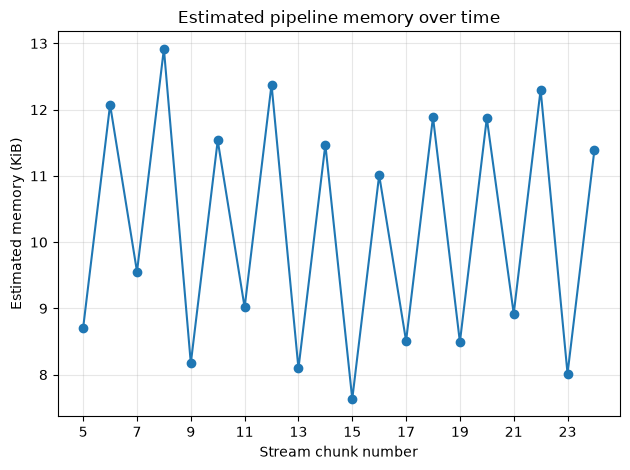 Estimated pipeline memory over time
Estimated memory (KiB)
13
12
11
10
9
8
5 7 9 11 13 15 17 19 21 23
Stream chunk number